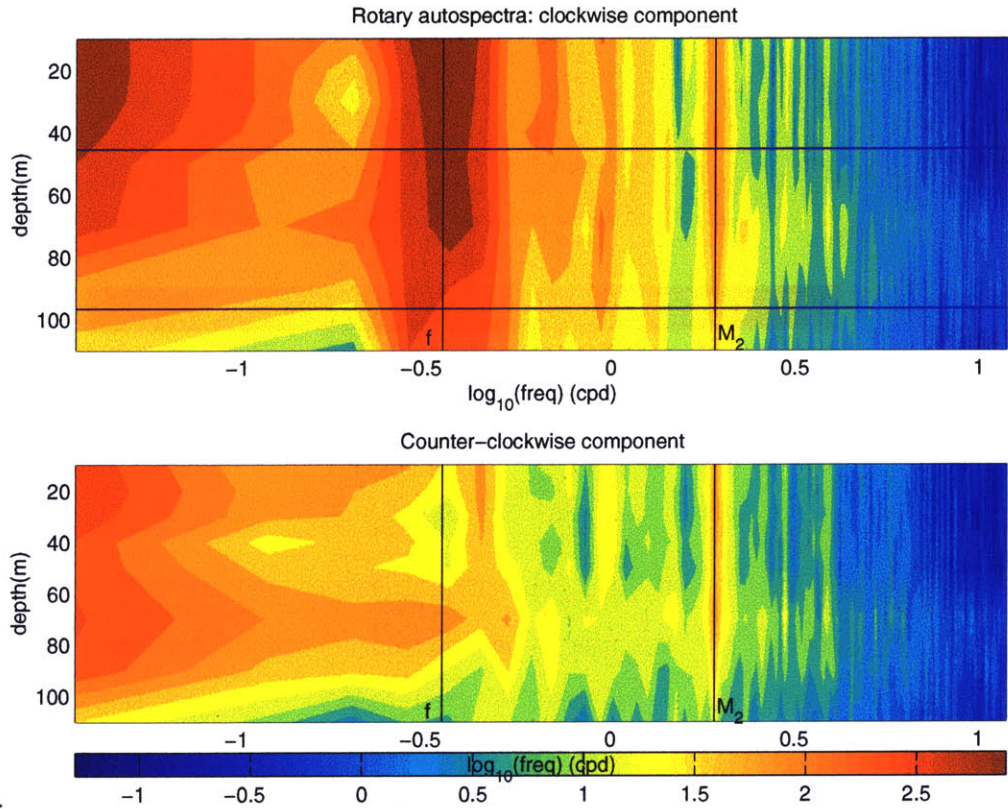 Rotary autospectra: clockwise component
depth(m)
20
40
60
80
100
f
M2
−1 −0.5 0 0.5 1
log10(freq) (cpd)
Counter−clockwise component
depth(m)
20
40
60
80
100
f
M2
−1 −0.5 0 0.5 1
log10(freq) (cpd)
−1 −0.5 0 0.5 1 1.5 2 2.5